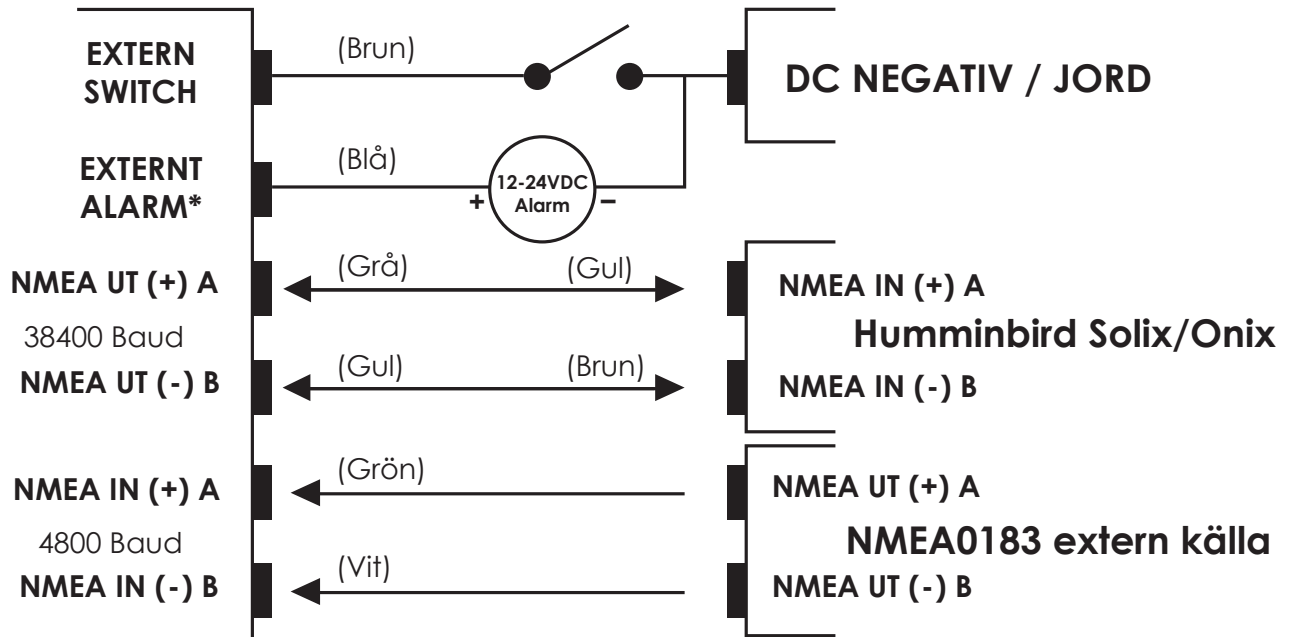 EXTERN
SWITCH
(Brun)
DC NEGATIV / JORD
EXTERNT
ALARM*
(Blå)
+
12-24VDC
Alarm
−
NMEA UT (+) A
(Grå)
(Gul)
NMEA IN (+) A
38400 Baud
Humminbird Solix/Onix
NMEA UT (-) B
(Gul)
(Brun)
NMEA IN (-) B
NMEA IN (+) A
(Grön)
NMEA UT (+) A
4800 Baud
NMEA0183 extern källa
NMEA IN (-) B
(Vit)
NMEA UT (-) B